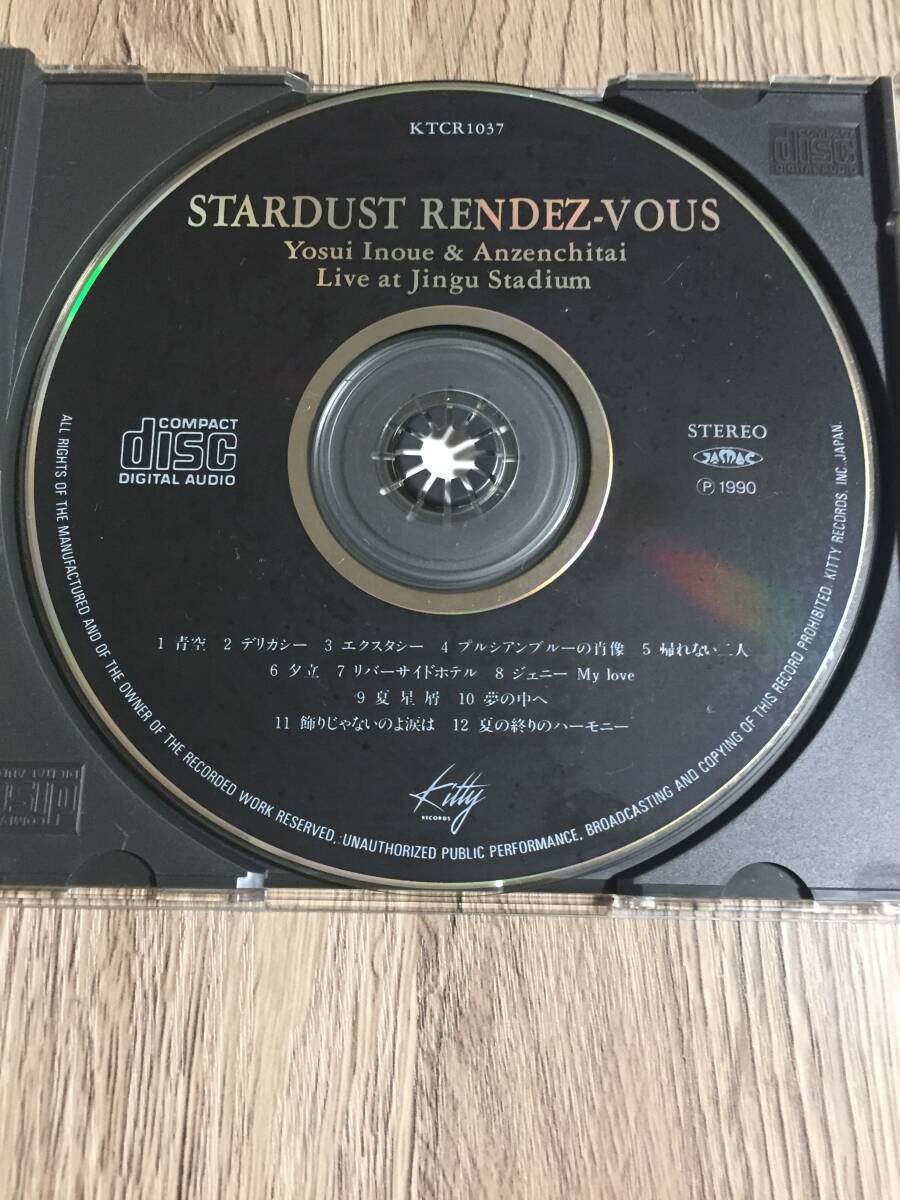 KTCR1037
STARDUST RENDEZ-VOUS
Yosui Inoue & Anzenchitai
Live at Jingu Stadium
COMPACT
disc
DIGITAL AUDIO
STEREO
JASRAC
Ⓟ 1990
1 青空 2 デリカシー 3 エクスタシー 4 プルシアンブルーの肖像 5 帰れない二人
6 夕立 7 リバーサイドホテル 8 ジェニー My love
9 夏星屑 10 夢の中へ
11 飾りじゃないのよ涙は 12 夏の終りのハーモニー
Kitty
RECORDS
ALL RIGHTS OF THE MANUFACTURED AND OF THE OWNER OF THE RECORDED WORK RESERVED,:UNAUTHORIZED PUBLIC PERFORMANCE, BROADCASTING AND COPYING OF THIS RECORD PROHIBITED. KITTY RECORDS, INC.,JAPAN.
COMPACT
disc
DIGITAL AUDIO